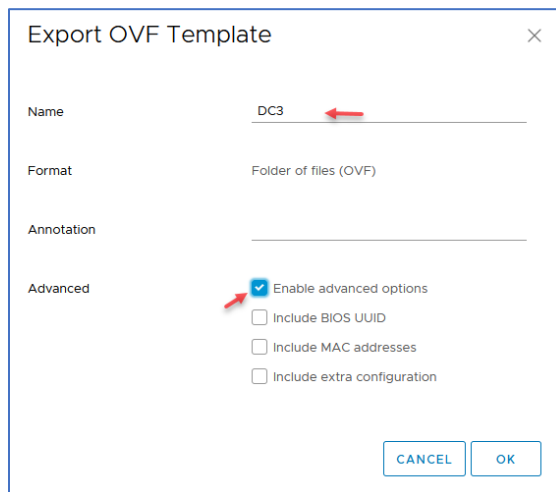 Export OVF Template
Name DC3
Format Folder of files (OVF)
Annotation
Advanced Enable advanced options
Include BIOS UUID
Include MAC addresses
Include extra configuration
CANCEL OK